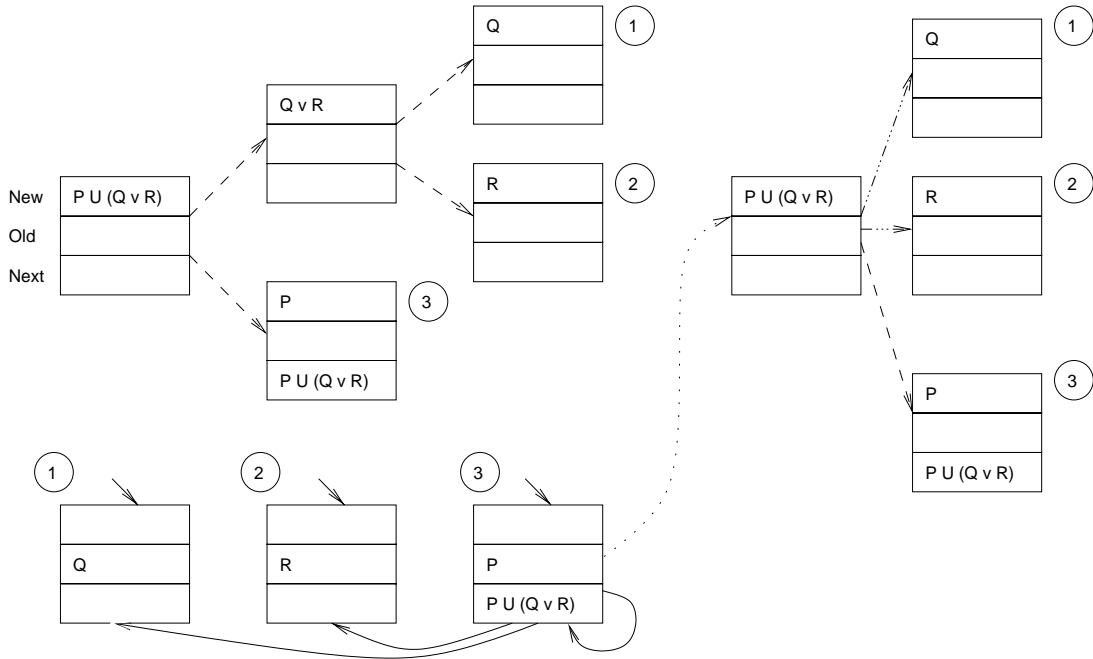 Q
1
1
Q
Q v R
R
2
New
P U (Q v R)
P U (Q v R)
R
2
Old
Next
P
3
P U (Q v R)
P
3
P U (Q v R)
1
2
3
Q
R
P
P U (Q v R)